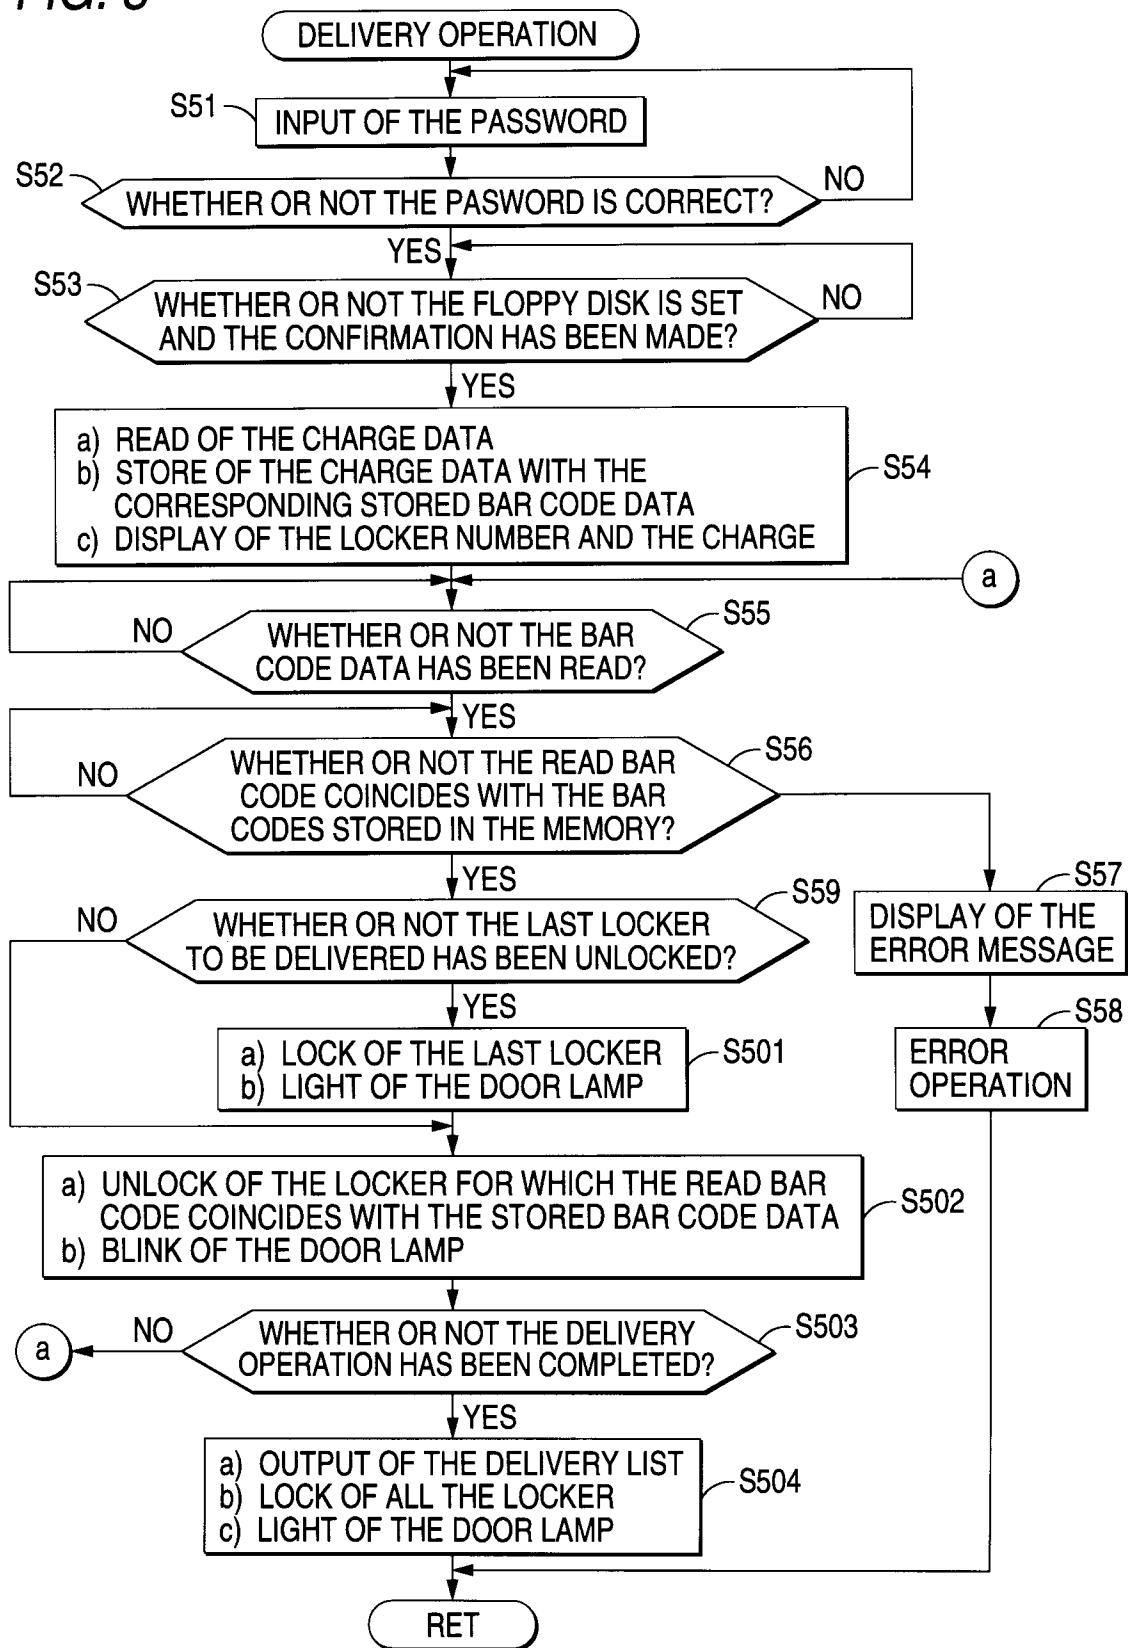 DELIVERY OPERATION
S51
INPUT OF THE PASSWORD
S52
WHETHER OR NOT THE PASWORD IS CORRECT?
NO
YES
S53
WHETHER OR NOT THE FLOPPY DISK IS SET
AND THE CONFIRMATION HAS BEEN MADE?
NO
YES
a) READ OF THE CHARGE DATA
b) STORE OF THE CHARGE DATA WITH THE
CORRESPONDING STORED BAR CODE DATA
c) DISPLAY OF THE LOCKER NUMBER AND THE CHARGE
S54
a
S55
NO
WHETHER OR NOT THE BAR
CODE DATA HAS BEEN READ?
YES
S56
NO
WHETHER OR NOT THE READ BAR
CODE COINCIDES WITH THE BAR
CODES STORED IN THE MEMORY?
YES
S57
DISPLAY OF THE
ERROR MESSAGE
S59
NO
WHETHER OR NOT THE LAST LOCKER
TO BE DELIVERED HAS BEEN UNLOCKED?
YES
S58
ERROR
OPERATION
a) LOCK OF THE LAST LOCKER
b) LIGHT OF THE DOOR LAMP
S501
a) UNLOCK OF THE LOCKER FOR WHICH THE READ BAR
CODE COINCIDES WITH THE STORED BAR CODE DATA
b) BLINK OF THE DOOR LAMP
S502
a
NO
WHETHER OR NOT THE DELIVERY
OPERATION HAS BEEN COMPLETED?
S503
YES
a) OUTPUT OF THE DELIVERY LIST
b) LOCK OF ALL THE LOCKER
c) LIGHT OF THE DOOR LAMP
S504
RET